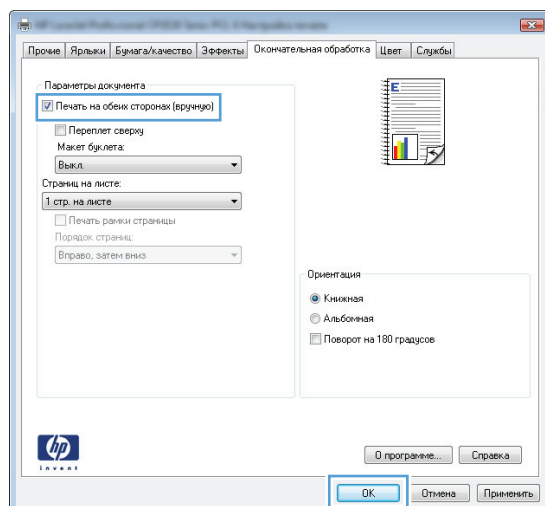 Прочие Ярлыки Бумага/качество Эффекты Окончательная обработка Цвет Службы
Параметры документа
Печать на обеих сторонах (вручную)
Переплет сверху
Макет буклета:
Выкл.
Страниц на листе:
1 стр. на листе
Печать рамки страницы
Порядок страниц:
Вправо, затем вниз
E
Ориентация
Книжная
Альбомная
Поворот на 180 градусов
hp
invent
О программе... Справка
OK Отмена Применить